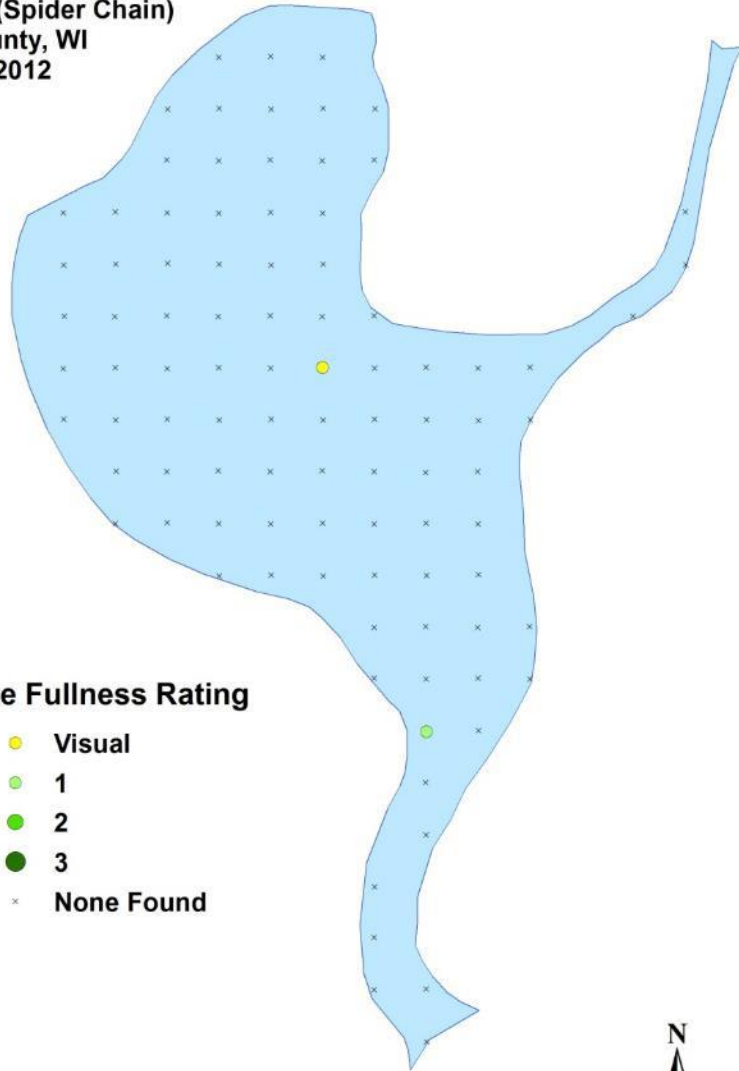 (Spider Chain)
nty, WI
2012
e Fullness Rating
Visual
1
2
3
None Found
N